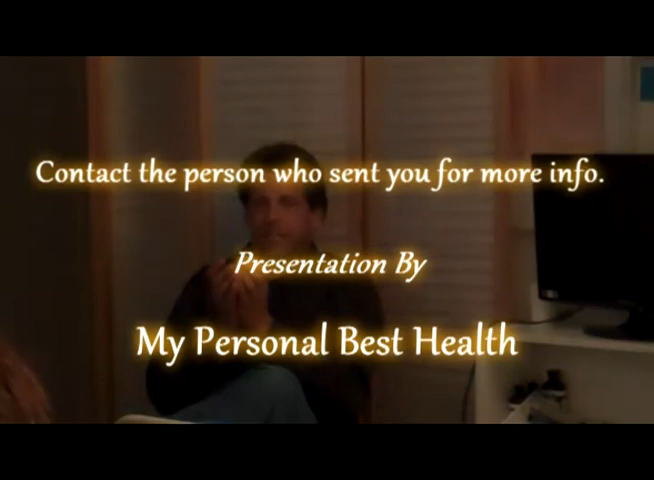 Contact the person who sent you for more info.
Presentation By
My Personal Best Health